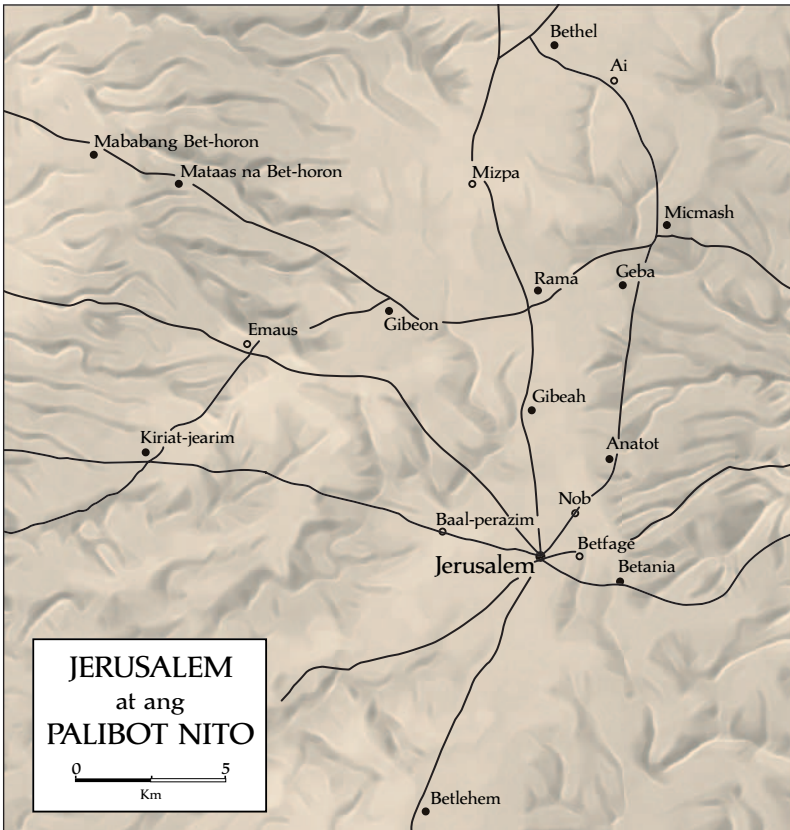 Bethel
Ai
Mababang Bet-horon
Mataas na Bet-horon
Mizpa
Micmash
Rama
Geba
Gibeon
Emaus
Gibeah
Kiriat-jearim
Anatot
Nob
Baal-perazim
Betfage
Jerusalem
Betania
JERUSALEM
at ang
PALIBOT NITO
0 5
Km
Betlehem